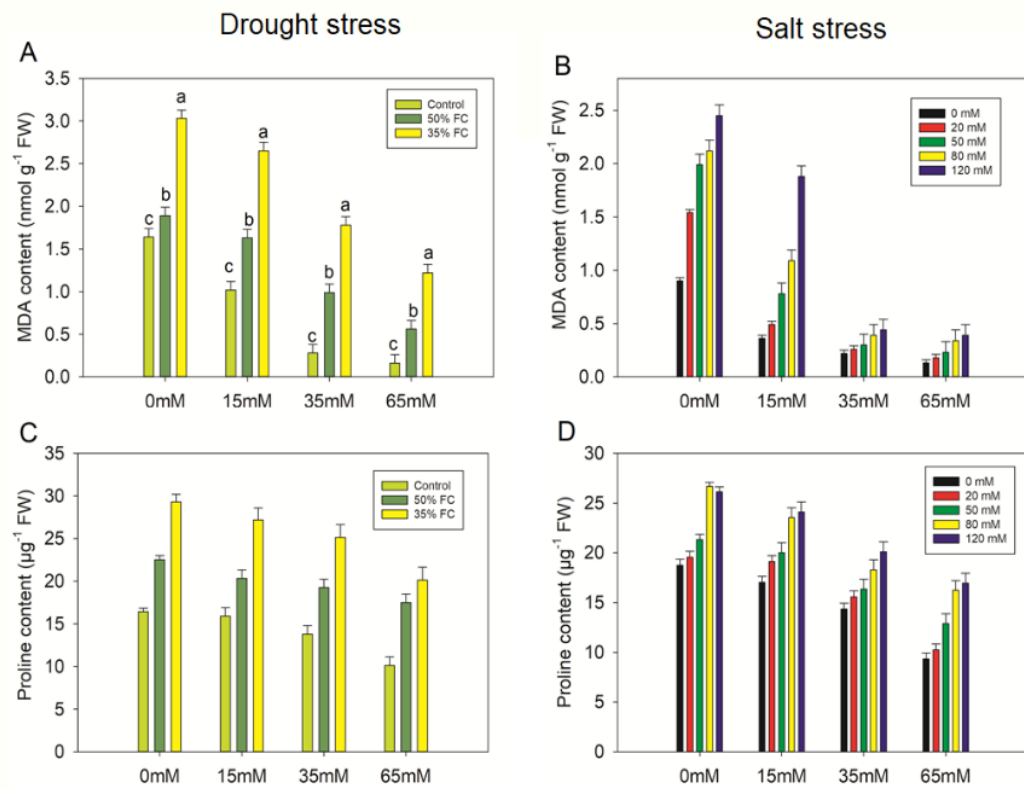 Drought stress
Salt stress
A
MDA content (nmol g⁻¹ FW)
3.5
3.0
2.5
2.0
1.5
1.0
0.5
0.0
c b a
c b a
c b a
c b a
Control
50% FC
35% FC
0mM 15mM 35mM 65mM
B
MDA content (nmol g⁻¹ FW)
2.5
2.0
1.5
1.0
0.5
0.0
0 mM
20 mM
50 mM
80 mM
120 mM
0mM 15mM 35mM 65mM
C
Proline content (µg⁻¹ FW)
35
30
25
20
15
10
5
0
Control
50% FC
35% FC
0mM 15mM 35mM 65mM
D
Proline content (µg⁻¹ FW)
30
25
20
15
10
5
0
0 mM
20 mM
50 mM
80 mM
120 mM
0mM 15mM 35mM 65mM